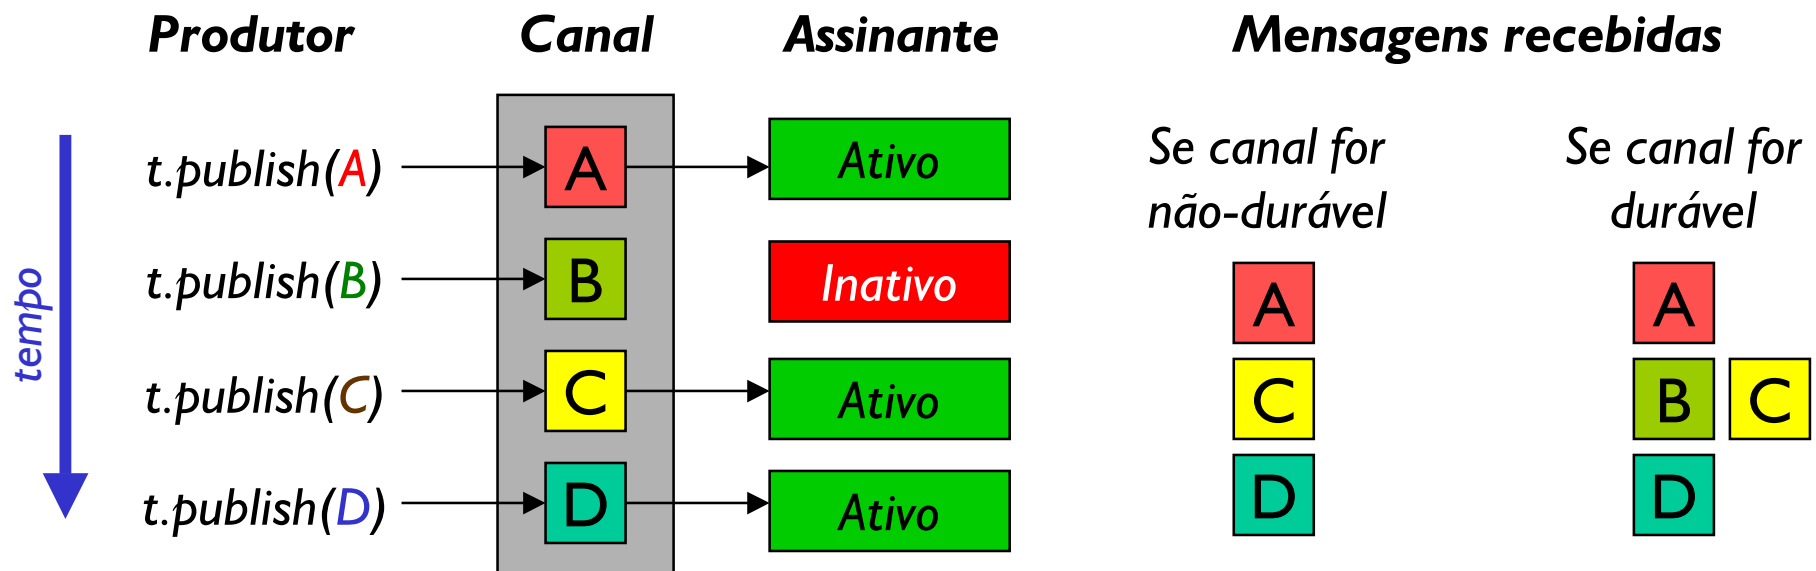 Produtor Canal Assinante Mensagens recebidas
tempo
t.publish(A) A Ativo
Se canal for
não-durável
Se canal for
durável
t.publish(B) B Inativo A A
t.publish(C) C Ativo C B C
t.publish(D) D Ativo D D